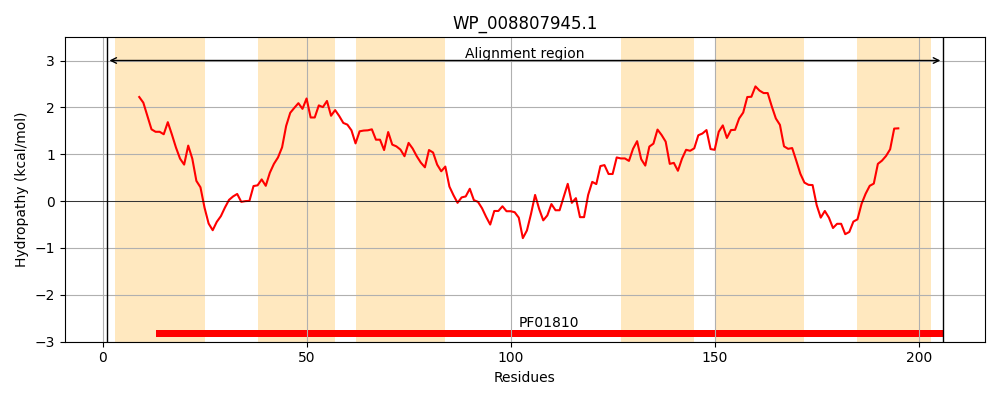 WP_008807945.1
Alignment region
Hydropathy (kcal/mol)
3
2
1
0
−1
−2
−3
PF01810
0 50 100 150 200
Residues